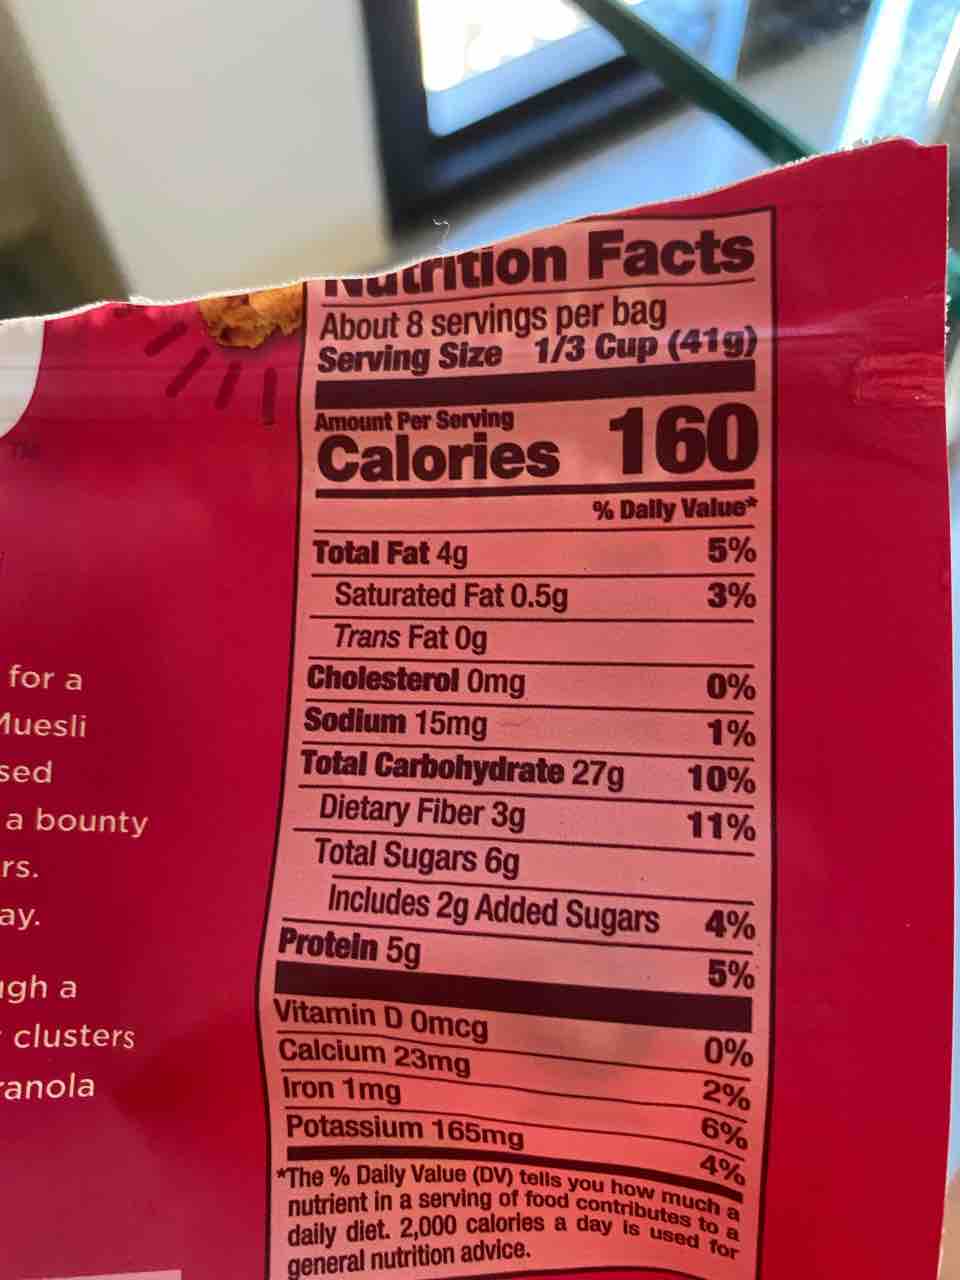 Nutrition Facts
About 8 servings per bag
Serving Size 1/3 Cup (41g)
Amount Per Serving
Calories 160
% Daily Value*
Total Fat 4g 5%
Saturated Fat 0.5g 3%
Trans Fat 0g
Cholesterol 0mg 0%
Sodium 15mg 1%
Total Carbohydrate 27g 10%
Dietary Fiber 3g 11%
Total Sugars 6g
Includes 2g Added Sugars 4%
Protein 5g 5%
Vitamin D 0mcg 0%
Calcium 23mg 2%
Iron 1mg 6%
Potassium 165mg 4%
*The % Daily Value (DV) tells you how much a
nutrient in a serving of food contributes to a
daily diet. 2,000 calories a day is used for
general nutrition advice.
TM
for a
Muesli
a bounty
a
clusters